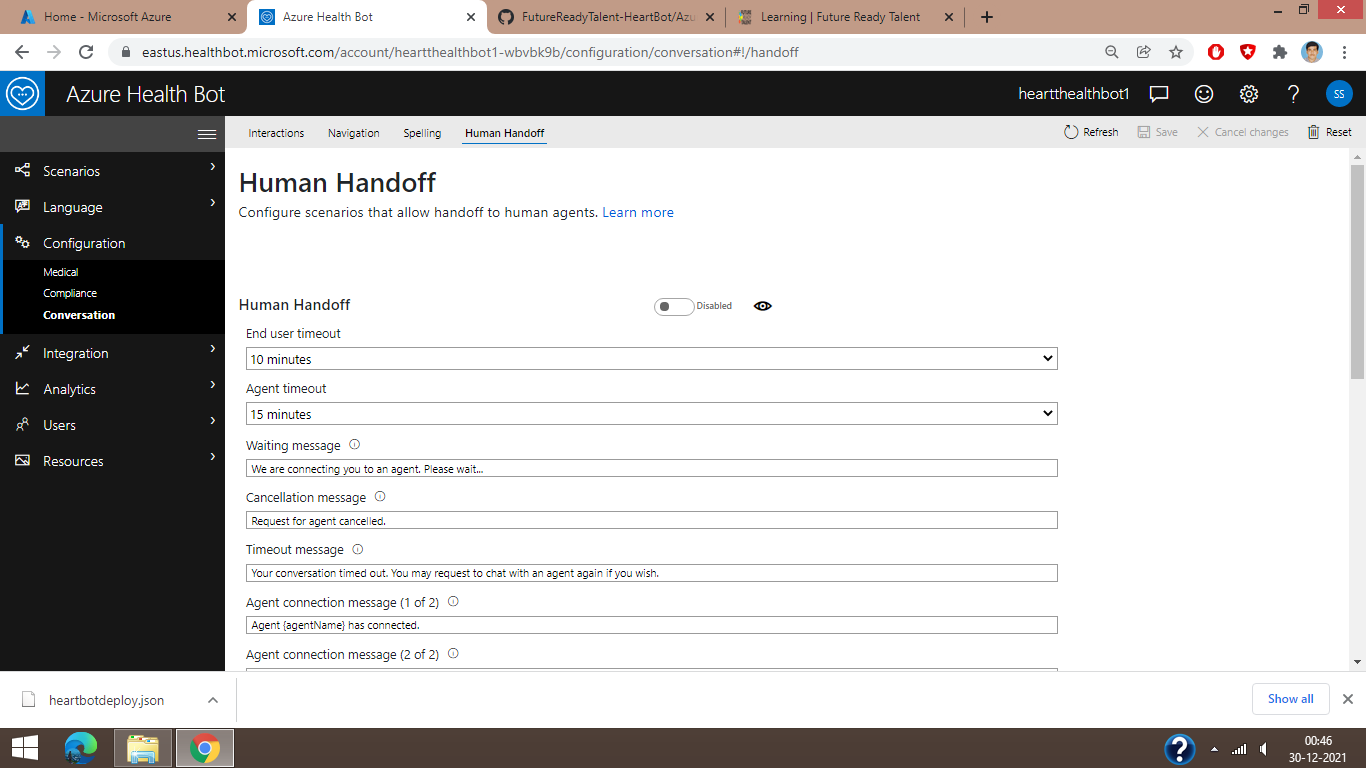 Home - Microsoft Azure
Azure Health Bot
FutureReadyTalent-HeartBot/Azu
Learning | Future Ready Talent
eastus.healthbot.microsoft.com/account/heartthealthbot1-wbvbk9b/configuration/conversation#!/handoff
Azure Health Bot
heartthealthbot1
SS
Interactions
Navigation
Spelling
Human Handoff
Refresh
Save
Cancel changes
Reset
Scenarios
Language
Configuration
Medical
Compliance
Conversation
Integration
Analytics
Users
Resources
Human Handoff
Configure scenarios that allow handoff to human agents. Learn more
Human Handoff
Disabled
End user timeout
10 minutes
Agent timeout
15 minutes
Waiting message
We are connecting you to an agent. Please wait...
Cancellation message
Request for agent cancelled.
Timeout message
Your conversation timed out. You may request to chat with an agent again if you wish.
Agent connection message (1 of 2)
Agent {agentName} has connected.
Agent connection message (2 of 2)
heartbotdeploy.json
Show all
00:46
30-12-2021